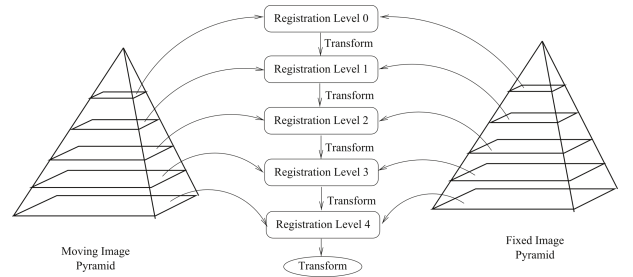 Registration Level 0
Transform
Registration Level 1
Transform
Registration Level 2
Transform
Registration Level 3
Transform
Registration Level 4
Transform
Moving Image
Pyramid
Fixed Image
Pyramid